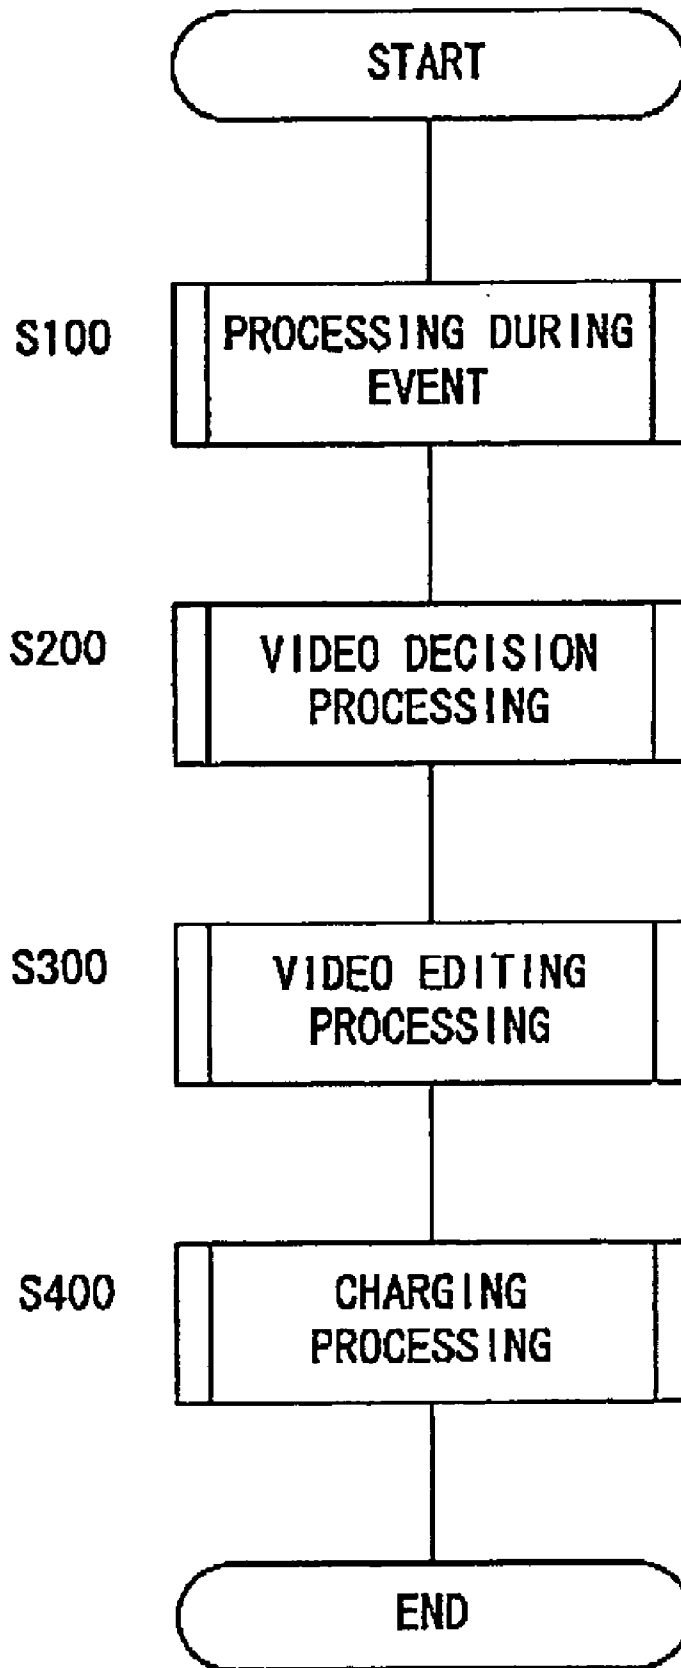 START
S100
PROCESSING DURING
EVENT
S200
VIDEO DECISION
PROCESSING
S300
VIDEO EDITING
PROCESSING
S400
CHARGING
PROCESSING
END